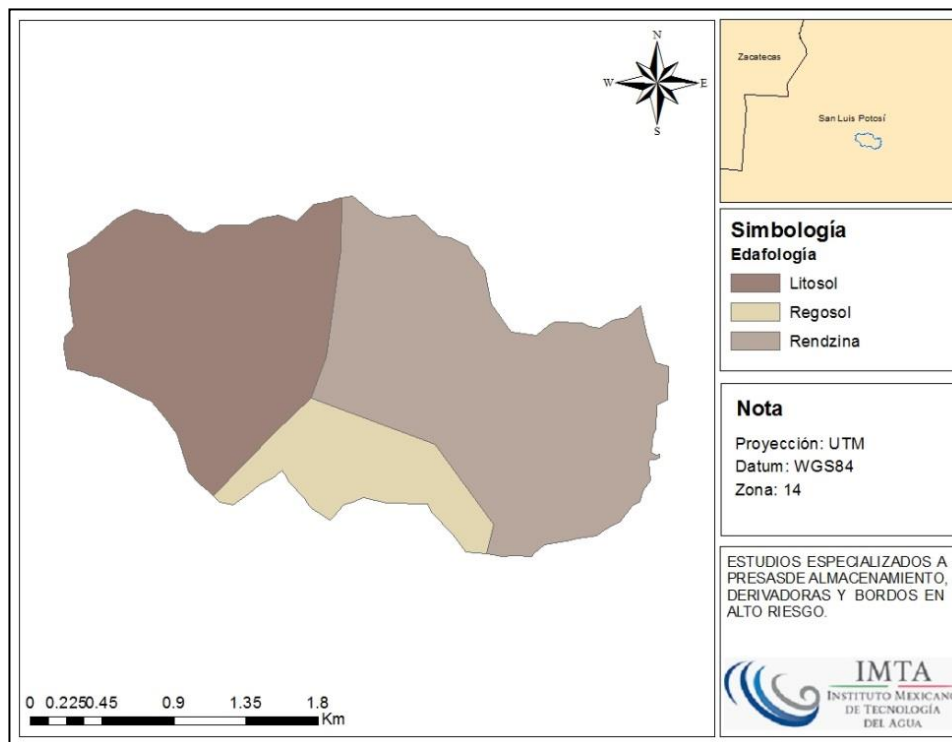 N
W E
S
Zacatecas
San Luis Potosí
Simbología
Edafología
Litosol
Regosol
Rendzina
Nota
Proyección: UTM
Datum: WGS84
Zona: 14
ESTUDIOS ESPECIALIZADOS A
PRESASDE ALMACENAMIENTO,
DERIVADORAS Y BORDOS EN
ALTO RIESGO.
IMTA
INSTITUTO MEXICANO
DE TECNOLOGÍA
DEL AGUA
0 0.2250.45 0.9 1.35 1.8
Km